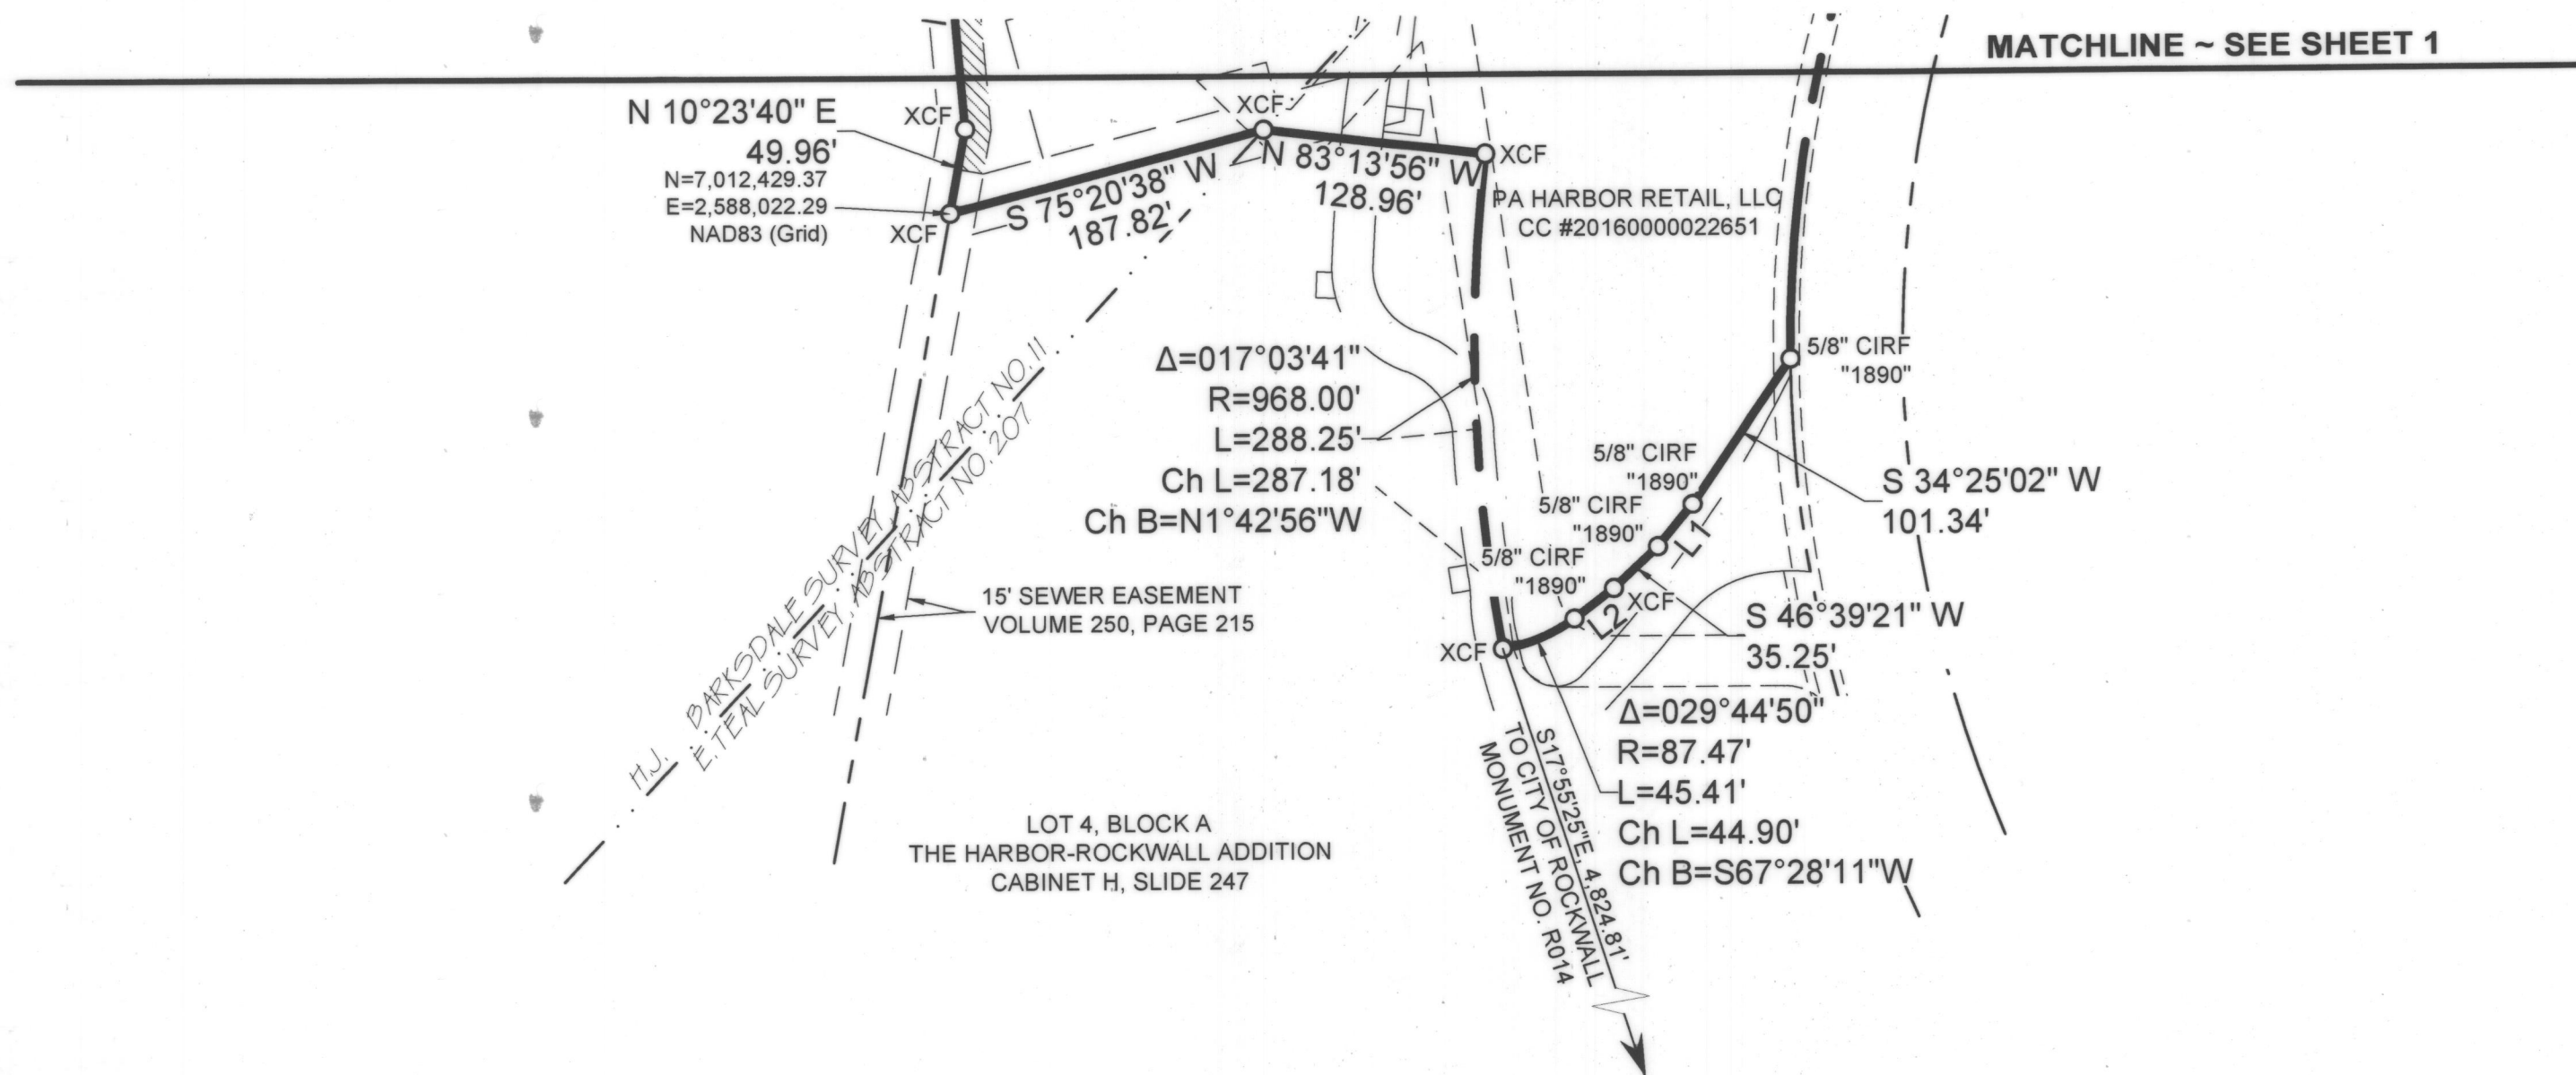 MATCHLINE ~ SEE SHEET 1
N 10°23'40" E
49.96'
N=7,012,429.37
E=2,588,022.29
NAD83 (Grid)
XCF
XCF
XCF
XCF
S 75°20'38" W
187.82'
N 83°13'56" W
128.96'
PA HARBOR RETAIL, LLC
CC #20160000022651
Δ=017°03'41"
R=968.00'
L=288.25'
Ch L=287.18'
Ch B=N1°42'56"W
5/8" CIRF
"1890"
5/8" CIRF
"1890"
5/8" CIRF
"1890"
5/8" CIRF
"1890"
L1
S 34°25'02" W
101.34'
XCF
L2
XCF
S 46°39'21" W
35.25'
Δ=029°44'50"
R=87.47'
L=45.41'
Ch L=44.90'
Ch B=S67°28'11"W
H.J. BARKSDALE SURVEY, ABSTRACT NO. 11
E. TEAL SURVEY, ABSTRACT NO. 207
15' SEWER EASEMENT
VOLUME 250, PAGE 215
S17°55'25"E, 4,824.81'
TO CITY OF ROCKWALL
MONUMENT NO. R014
LOT 4, BLOCK A
THE HARBOR-ROCKWALL ADDITION
CABINET H, SLIDE 247